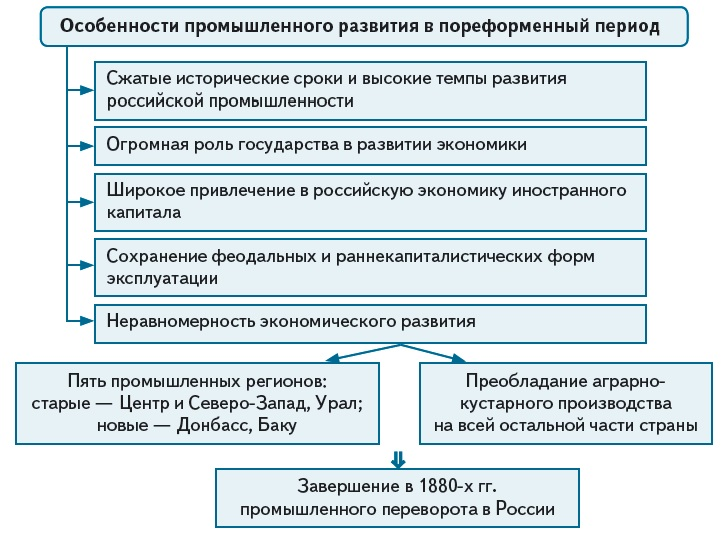 Особенности промышленного развития в пореформенный период
Сжатые исторические сроки и высокие темпы развития
российской промышленности
Огромная роль государства в развитии экономики
Широкое привлечение в российскую экономику иностранного
капитала
Сохранение феодальных и раннекапиталистических форм
эксплуатации
Неравномерность экономического развития
Пять промышленных регионов:
старые — Центр и Северо-Запад, Урал;
новые — Донбасс, Баку
Преобладание аграрно-
кустарного производства
на всей остальной части страны
Завершение в 1880-х гг.
промышленного переворота в России